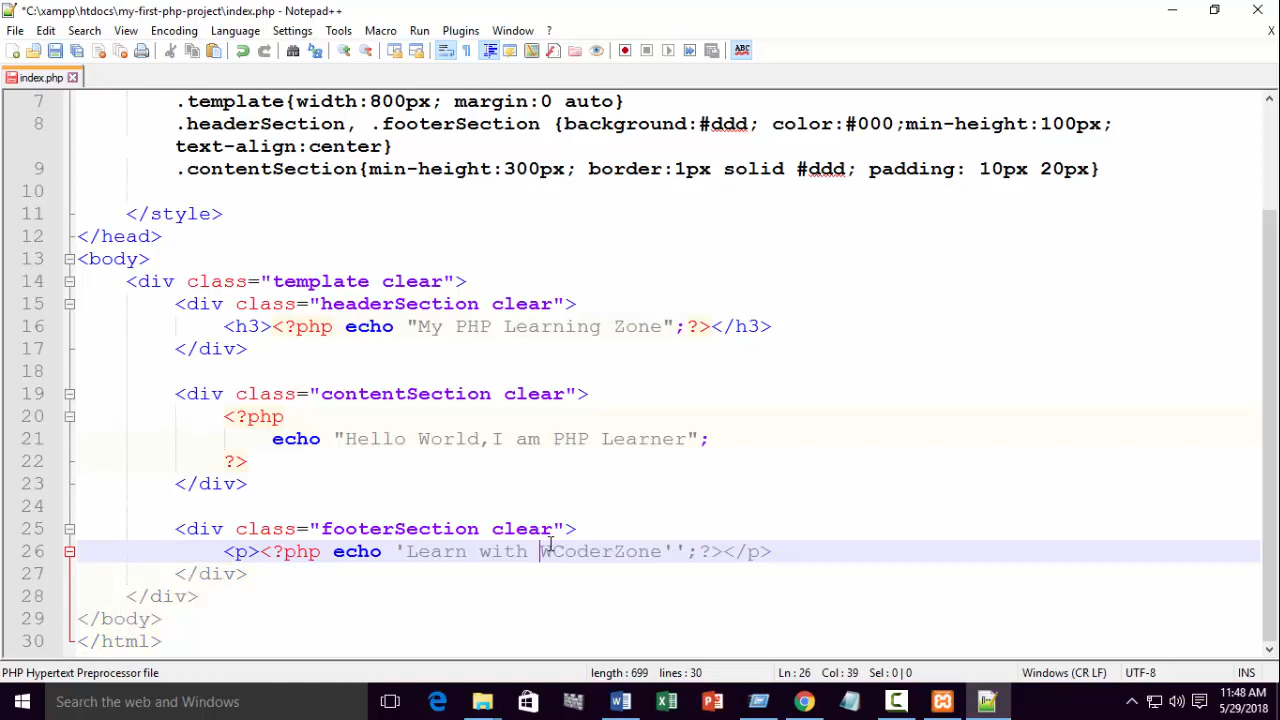 *C:\xampp\htdocs\my-first-php-project\index.php - Notepad++
File Edit Search View Encoding Language Settings Tools Macro Run Plugins Window ?
X
ABC
index.php
7 .template{width:800px; margin:0 auto}
8 .headerSection, .footerSection {background:#ddd; color:#000;min-height:100px;
text-align:center}
9 .contentSection{min-height:300px; border:1px solid #ddd; padding: 10px 20px}
10
11 </style>
12 </head>
13 <body>
14 <div class="template clear">
15 <div class="headerSection clear">
16 <h3><?php echo "My PHP Learning Zone";?></h3>
17 </div>
18
19 <div class="contentSection clear">
20 <?php
21 echo "Hello World,I am PHP Learner";
22 ?>
23 </div>
24
25 <div class="footerSection clear">
26 <p><?php echo 'Learn with WCoderZone'';?></p>
27 </div>
28 </div>
29 </body>
30 </html>
PHP Hypertext Preprocessor file length : 699 lines : 30 Ln : 26 Col : 39 Sel : 0 | 0 Windows (CR LF) UTF-8 INS
Search the web and Windows
11:48 AM
5/29/2018